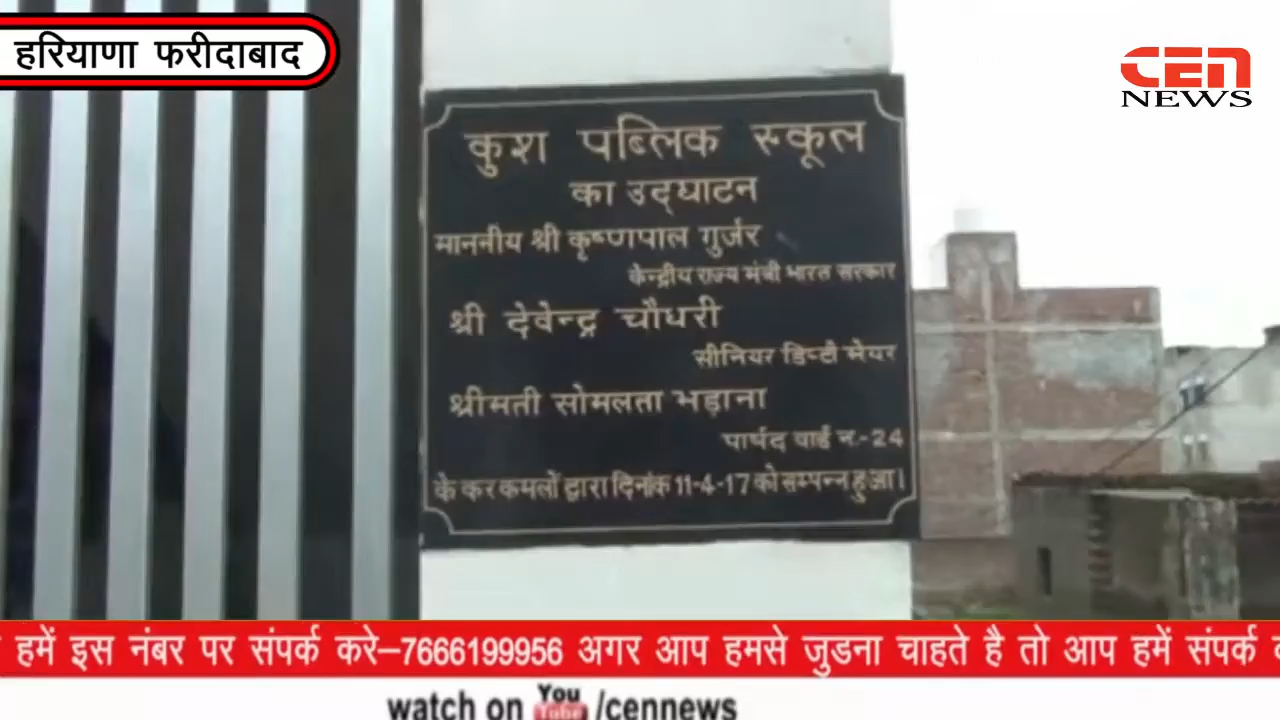 हरियाणा फरीदाबाद
CEN
NEWS
कुश पब्लिक स्कूल
का उद्घाटन
माननीय श्री कृष्णपाल गुर्जर
केन्द्रीय राज्य मंत्री भारत सरकार
श्री देवेन्द्र चौधरी
सीनियर डिप्टी मेयर
श्रीमती सोमलता भड़ाना
पार्षद वार्ड न.-24
के कर कमलों द्वारा दिनांक 11-4-17 को सम्पन्न हुआ।
हमें इस नंबर पर संपर्क करे–7666199956 अगर आप हमसे जुडना चाहते है तो आप हमें संपर्क
watch on You Tube /cennews